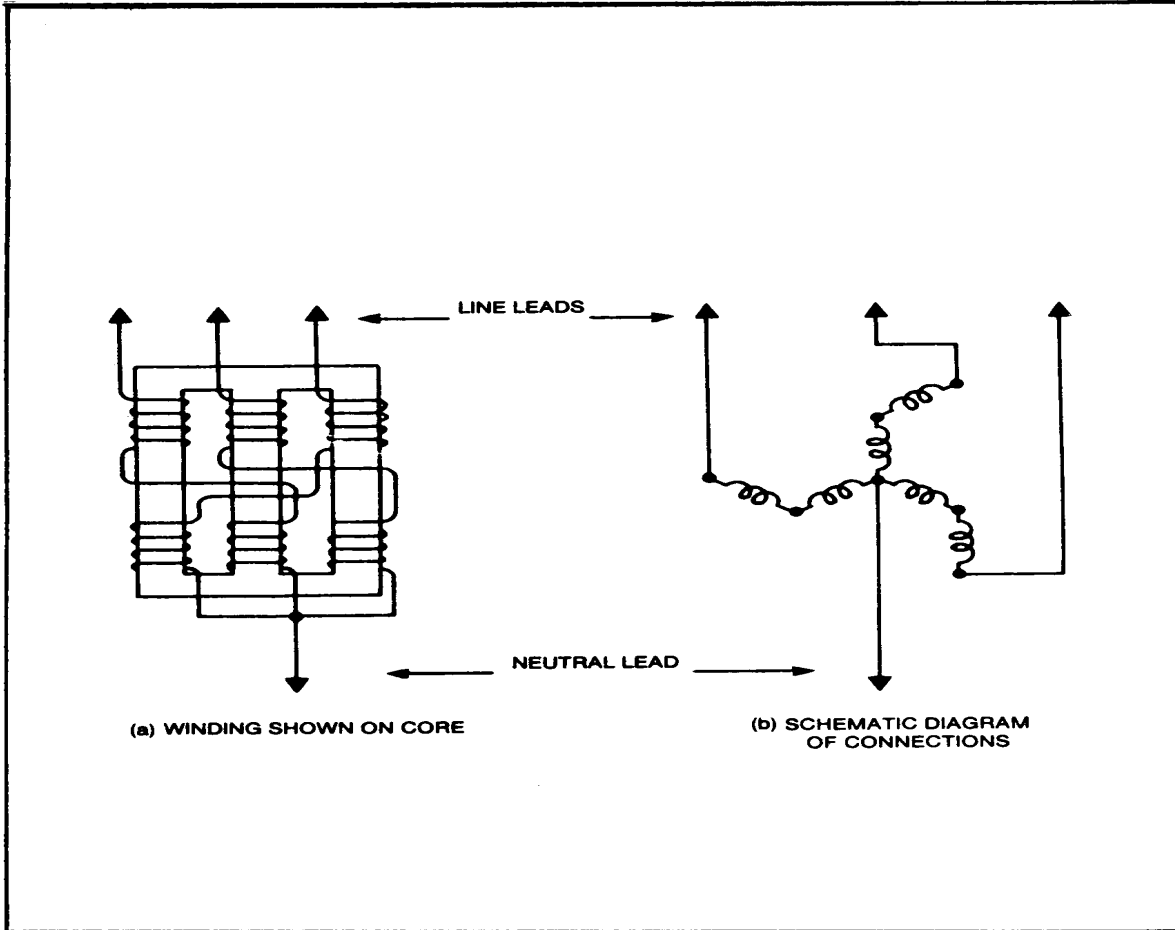 LINE LEADS
NEUTRAL LEAD
(a) WINDING SHOWN ON CORE
(b) SCHEMATIC DIAGRAM
OF CONNECTIONS